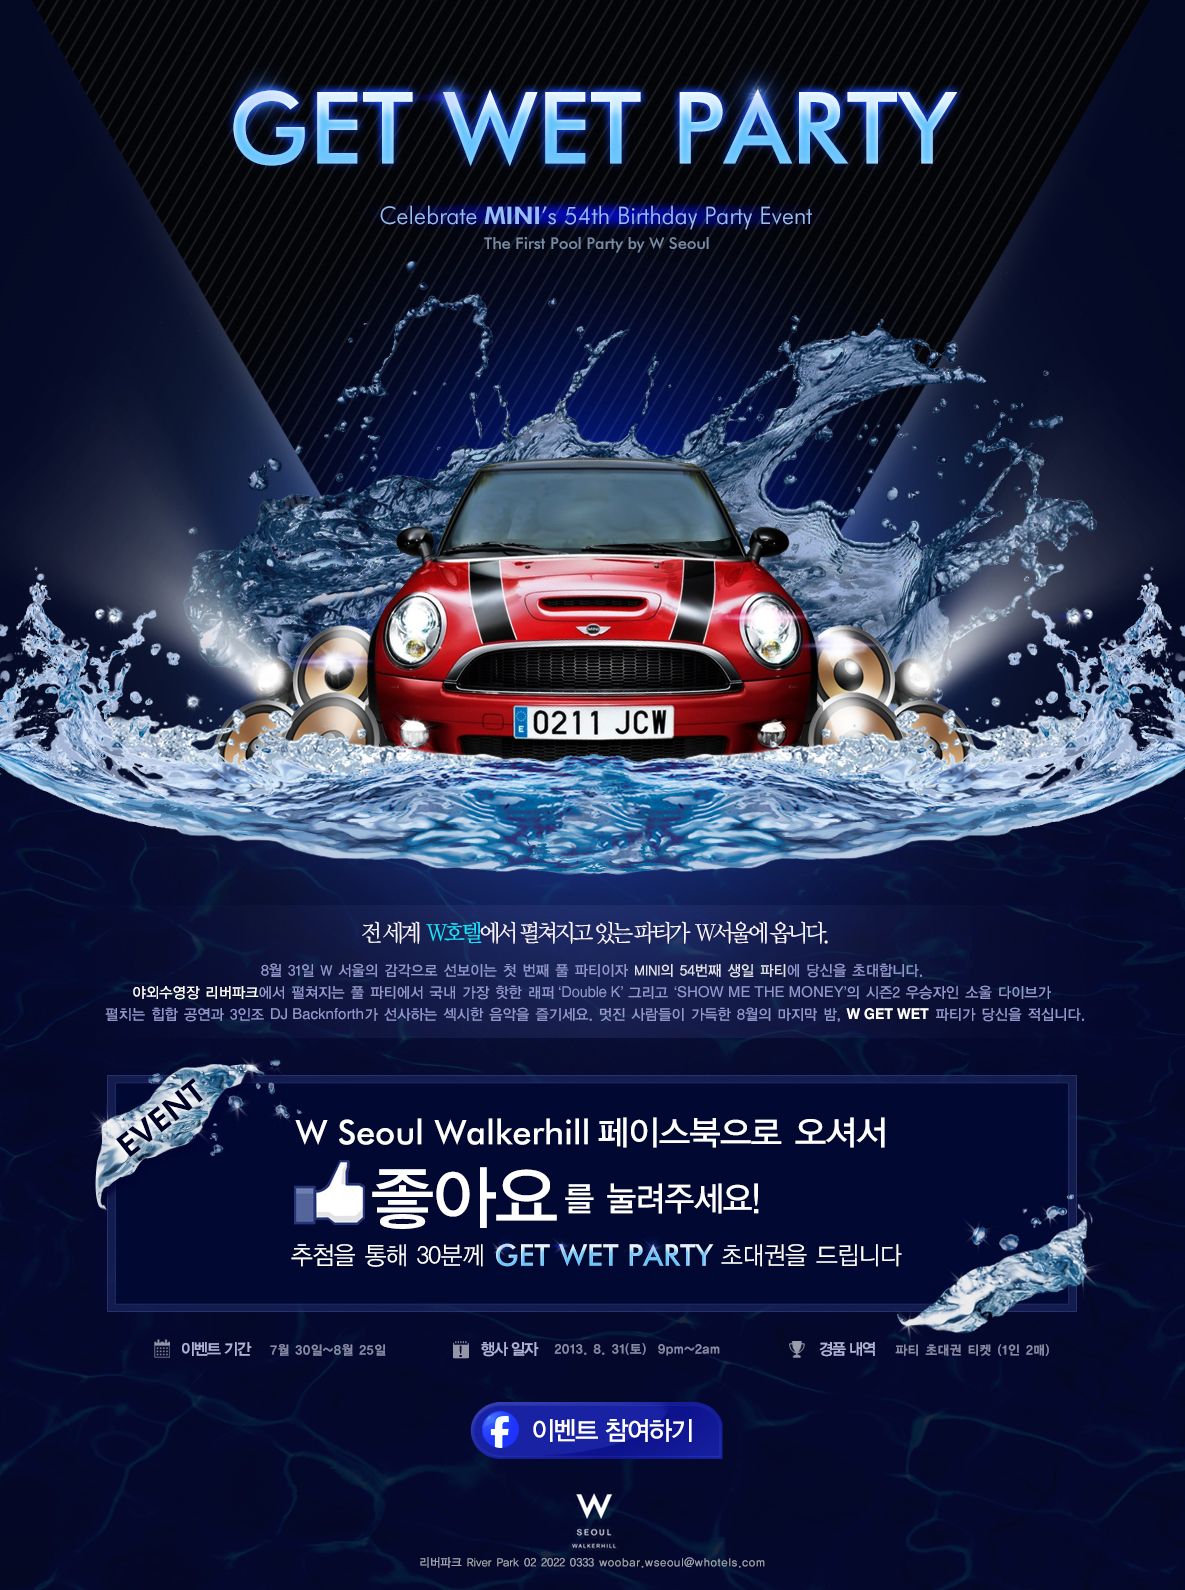 GET WET PARTY
Celebrate MINI's 54th Birthday Party Event
The First Pool Party by W Seoul
0211 JCW
E
전 세계 W호텔에서 펼쳐지고 있는 파티가 W서울에 옵니다.
8월 31일 W 서울의 감각으로 선보이는 첫 번째 풀 파티이자 MINI의 54번째 생일 파티에 당신을 초대합니다.
야외수영장 리버파크에서 펼쳐지는 풀 파티에서 국내 가장 핫한 래퍼 ‘Double K’ 그리고 ‘SHOW ME THE MONEY’의 시즌2 우승자인 소울 다이브가
펼치는 힙합 공연과 3인조 DJ Backnforth가 선사하는 섹시한 음악을 즐기세요. 멋진 사람들이 가득한 8월의 마지막 밤, W GET WET 파티가 당신을 적십니다.
EVENT
W Seoul Walkerhill 페이스북으로 오셔서
좋아요 를 눌려주세요!
추첨을 통해 30분께 GET WET PARTY 초대권을 드립니다
이벤트 기간 7월 30일~8월 25일 행사 일자 2013. 8. 31(토) 9pm~2am 경품 내역 파티 초대권 티켓 (1인 2매)
이벤트 참여하기
W
SEOUL
WALKERHILL
리버파크 River Park 02 2022 0333 woobar.wseoul@whotels.com